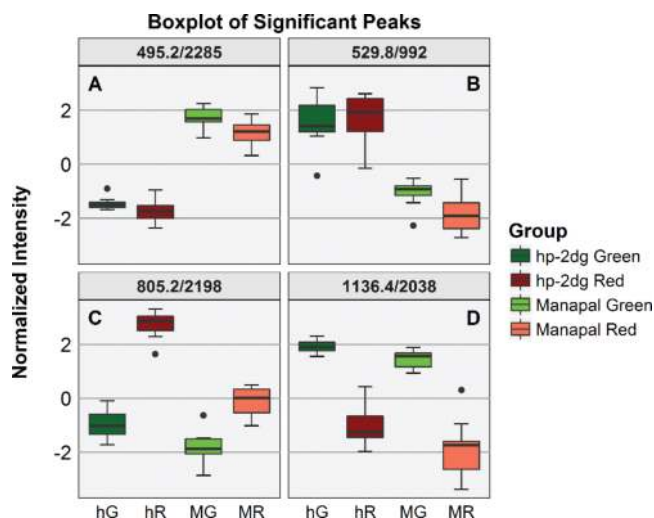 Boxplot of Significant Peaks
495.2/2285
529.8/992
A
B
2
0
-2
Normalized Intensity
805.2/2198
1136.4/2038
C
D
2
0
-2
hG hR MG MR
hG hR MG MR
Group
hp-2dg Green
hp-2dg Red
Manapal Green
Manapal Red